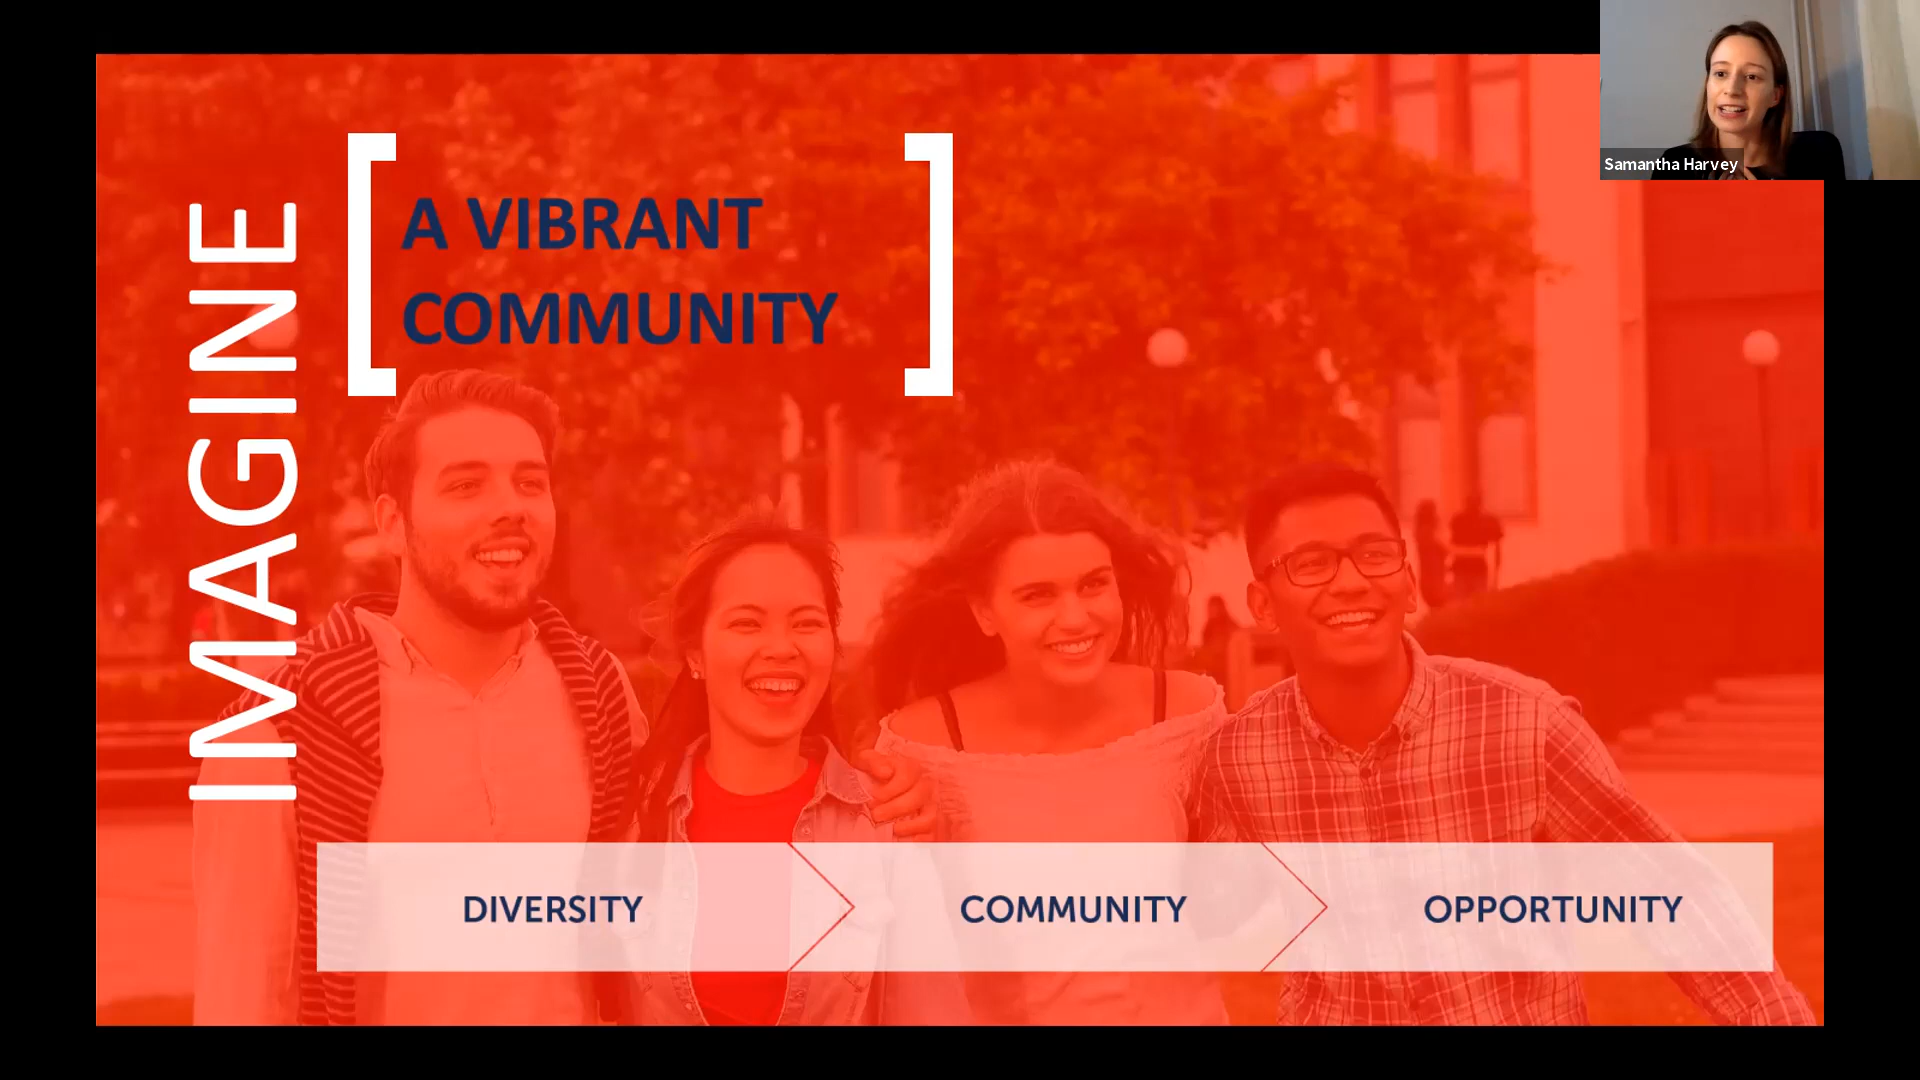 IMAGINE
A VIBRANT
COMMUNITY
DIVERSITY
COMMUNITY
OPPORTUNITY
Samantha Harvey